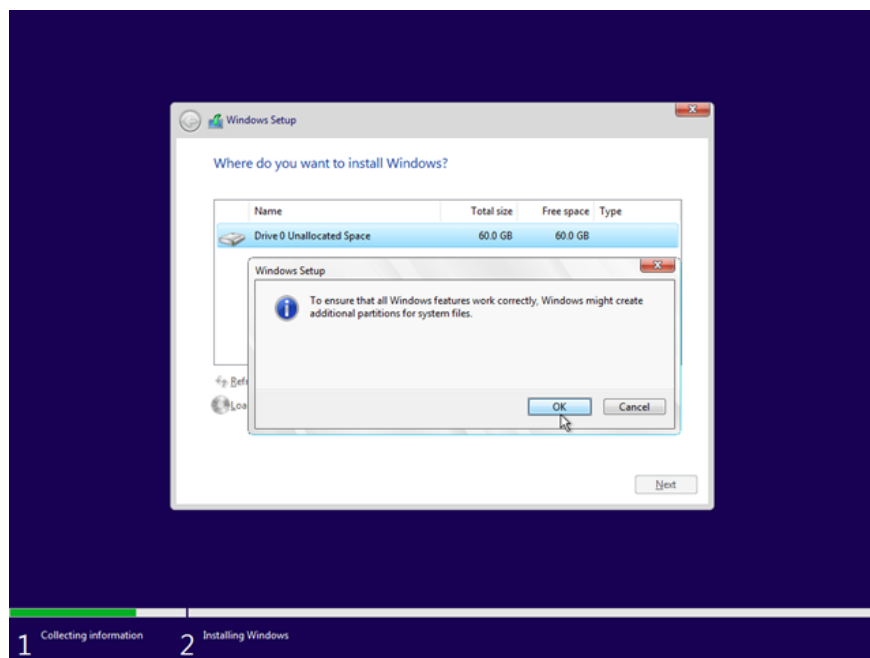 Windows Setup
Where do you want to install Windows?
Name Total size Free space Type
Drive 0 Unallocated Space 60.0 GB 60.0 GB
Windows Setup
To ensure that all Windows features work correctly, Windows might create
additional partitions for system files.
Refr
Loa
OK Cancel
Next
1 Collecting information 2 Installing Windows